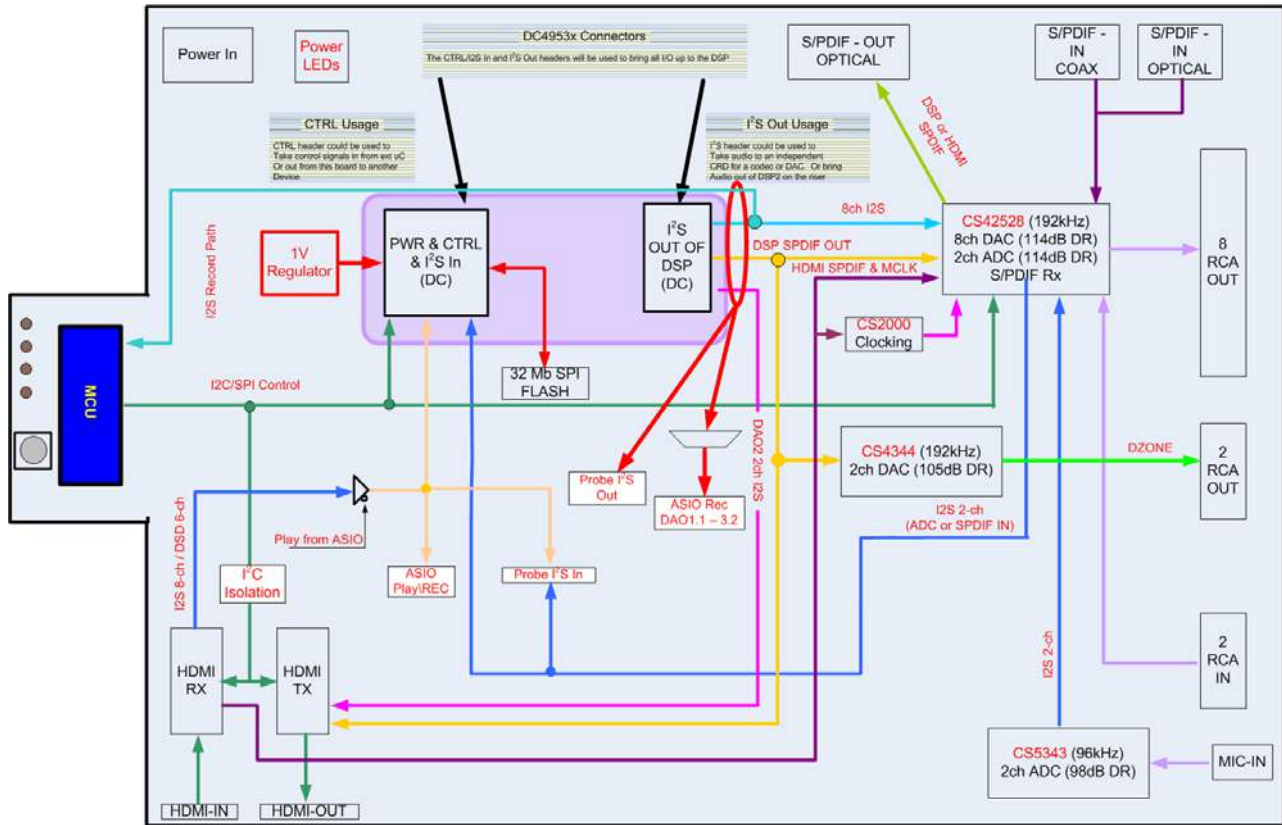 Power In
Power
LEDs
DC4953x Connectors
The CTRL/I2S In and I²S Out headers will be used to bring all I/O up to the DSP
S/PDIF - OUT
OPTICAL
S/PDIF -
IN
COAX
S/PDIF -
IN
OPTICAL
CTRL Usage
CTRL header could be used to
Take control signals in from ext uC
Or out from this board to another
Device.
I²S Out Usage
I²S header could be used to
Take audio to an independent
CRD for a codec or DAC. Or bring
Audio out of DSP2 on the riser
DSP or HDMI
SPDIF
I2S Record Path
1V
Regulator
PWR & CTRL
& I²S In
(DC)
I²S
OUT OF
DSP
(DC)
8ch I2S
DSP SPDIF OUT
HDMI SPDIF & MCLK
CS42528 (192kHz)
8ch DAC (114dB DR)
2ch ADC (114dB DR)
S/PDIF Rx
8
RCA
OUT
CS2000
Clocking
32 Mb SPI
FLASH
MCU
I2C/SPI Control
DAO2 2ch I2S
CS4344 (192kHz)
2ch DAC (105dB DR)
DZONE
2
RCA
OUT
Probe I²S
Out
ASIO Rec
DAO1.1 – 3.2
I2S 2-ch
(ADC or SPDIF IN)
I2S 8-ch / DSD 6-ch
Play from ASIO
I²C
Isolation
ASIO
Play\REC
Probe I²S In
HDMI
RX
HDMI
TX
I2S 2-ch
2
RCA
IN
CS5343 (96kHz)
2ch ADC (98dB DR)
MIC-IN
HDMI-IN
HDMI-OUT